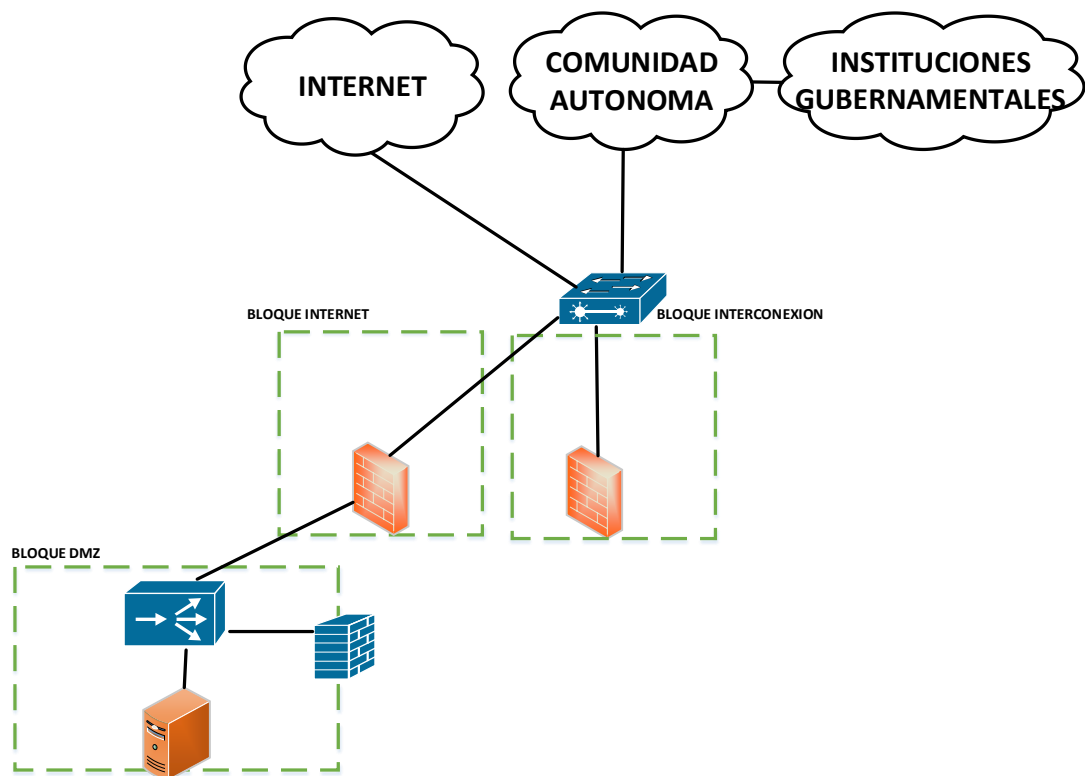 INTERNET
COMUNIDAD
AUTONOMA
INSTITUCIONES
GUBERNAMENTALES
BLOQUE INTERNET
BLOQUE INTERCONEXION
BLOQUE DMZ